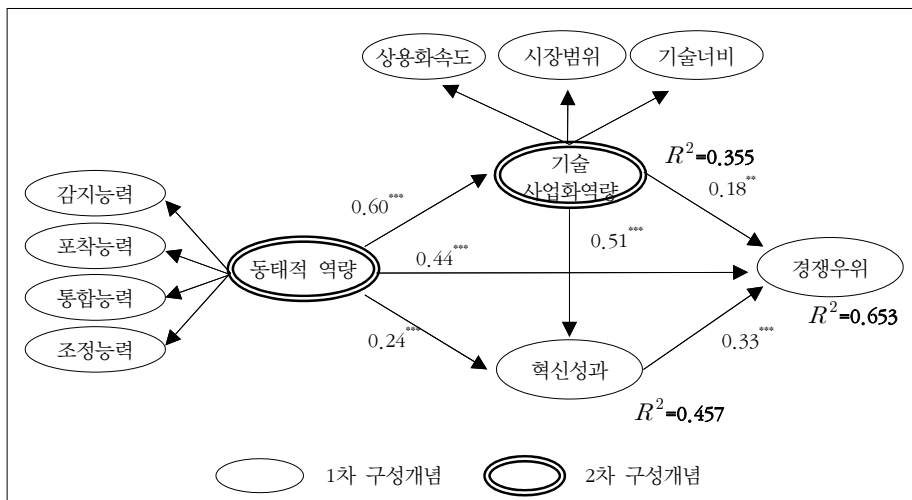 상용화속도
시장범위
기술너비
기술
사업화역량
R²=0.355
감지능력
포착능력
통합능력
조정능력
동태적 역량
0.60***
0.18**
0.51***
0.44***
경쟁우위
R²=0.653
0.24***
0.33***
혁신성과
R²=0.457
1차 구성개념
2차 구성개념